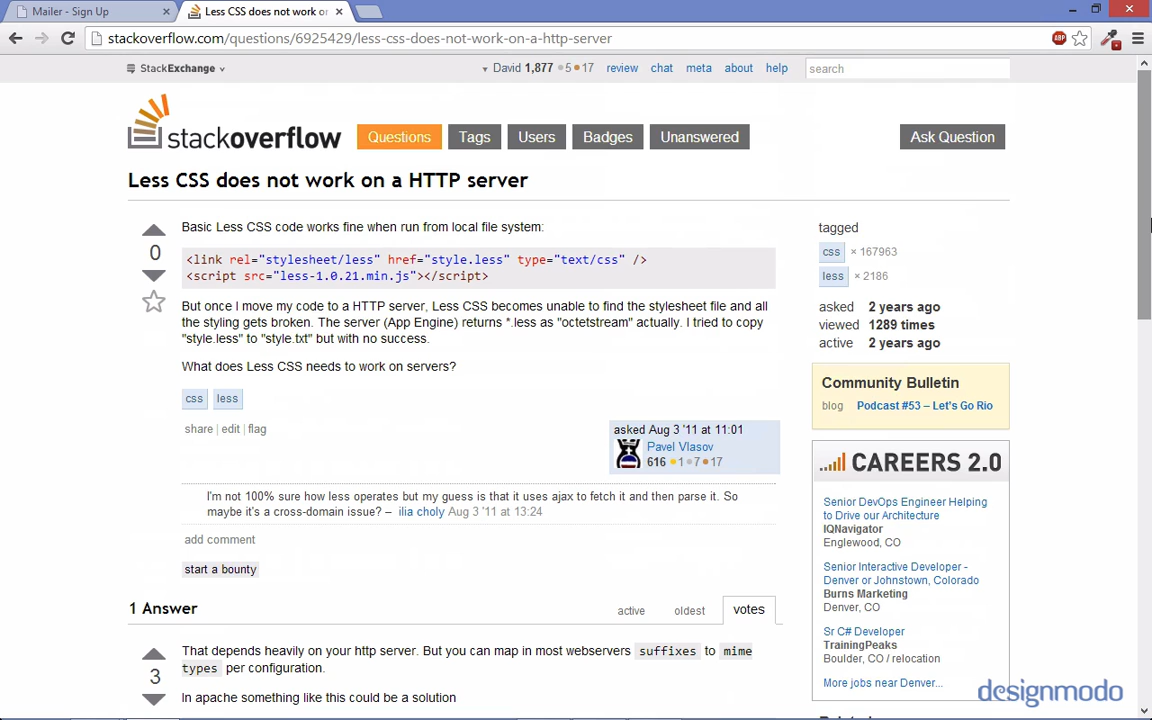 Mailer - Sign Up
Less CSS does not work on
stackoverflow.com/questions/6925429/less-css-does-not-work-on-a-http-server
ABP
StackExchange
David 1,877 5 17 review chat meta about help search
stackoverflow Questions Tags Users Badges Unanswered Ask Question
Less CSS does not work on a HTTP server
Basic Less CSS code works fine when run from local file system:
0
<link rel="stylesheet/less" href="style.less" type="text/css" />
<script src="less-1.0.21.min.js"></script>
But once I move my code to a HTTP server, Less CSS becomes unable to find the stylesheet file and all
the styling gets broken. The server (App Engine) returns *.less as "octetstream" actually. I tried to copy
"style.less" to "style.txt" but with no success.
What does Less CSS needs to work on servers?
css less
share | edit | flag
asked Aug 3 '11 at 11:01
Pavel Vlasov
616 1 7 17
I'm not 100% sure how less operates but my guess is that it uses ajax to fetch it and then parse it. So
maybe it's a cross-domain issue? – ilia choly Aug 3 '11 at 13:24
add comment
start a bounty
1 Answer
active oldest votes
3
That depends heavily on your http server. But you can map in most webservers suffixes to mime
types per configuration.
In apache something like this could be a solution
tagged
css × 167963
less × 2186
asked 2 years ago
viewed 1289 times
active 2 years ago
Community Bulletin
blog Podcast #53 – Let's Go Rio
CAREERS 2.0
Senior DevOps Engineer Helping
to Drive our Architecture
IQNavigator
Englewood, CO
Senior Interactive Developer -
Denver or Johnstown, Colorado
Burns Marketing
Denver, CO
Sr C# Developer
TrainingPeaks
Boulder, CO / relocation
More jobs near Denver...
designmodo